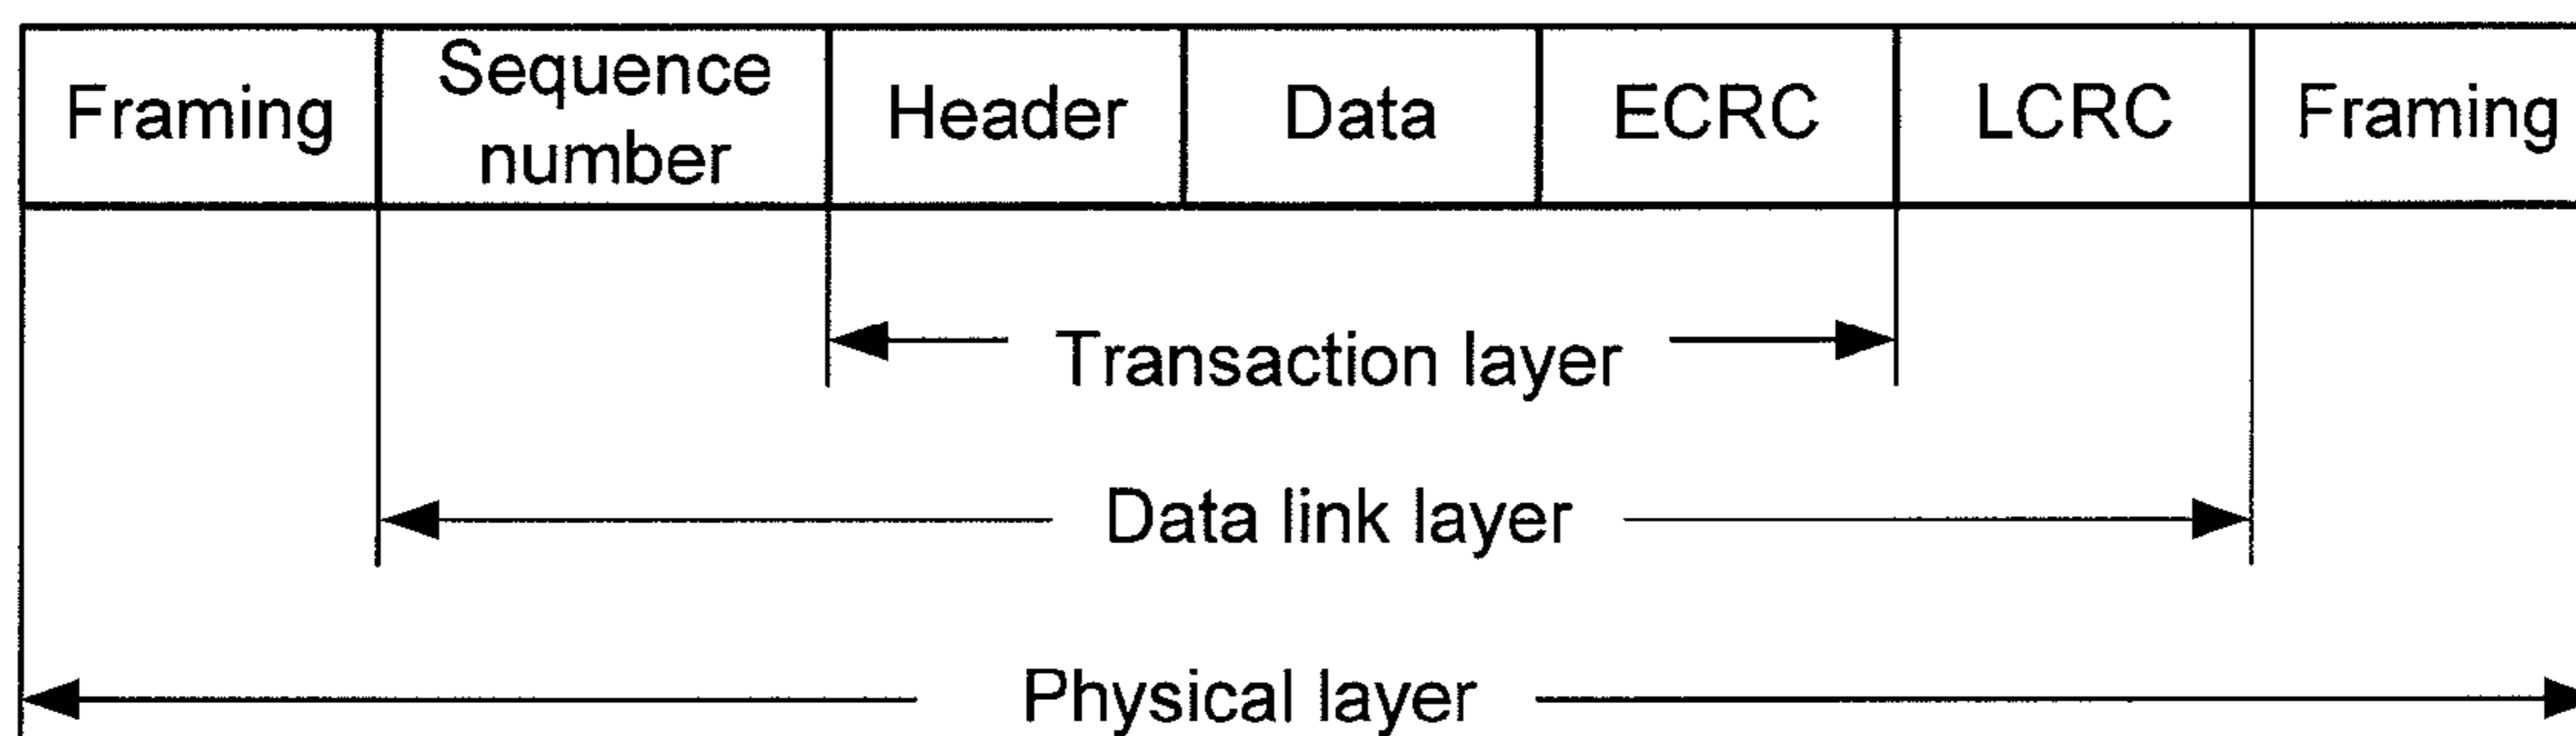 Framing
Sequence
number
Header
Data
ECRC
LCRC
Framing
Transaction layer
Data link layer
Physical layer